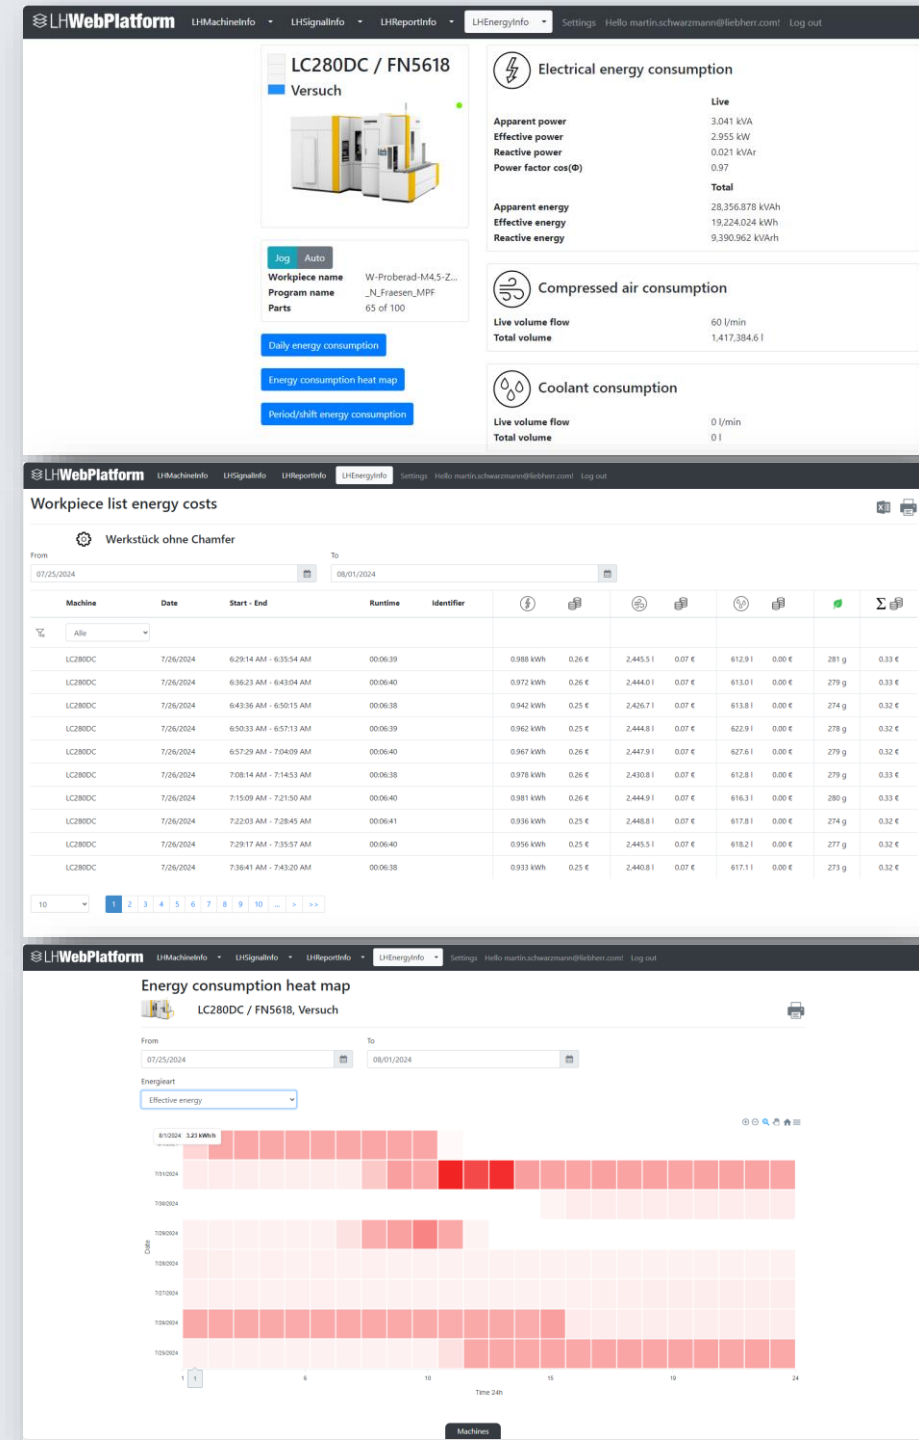 LHWebPlatform LHMachineInfo LHSignalInfo LHReportInfo LHEnergyInfo Settings Hello martin.schwarzmann@liebherr.com! Log out
LC280DC / FN5618
Versuch
Jog Auto
Workpiece name W-Proberad-M4,5-Z...
Program name _N_Fraesen_MPF
Parts 65 of 100
Daily energy consumption
Energy consumption heat map
Period/shift energy consumption
Electrical energy consumption
Live
Apparent power 3.041 kVA
Effective power 2.955 kW
Reactive power 0.021 kVAr
Power factor cos(Φ) 0.97
Total
Apparent energy 28,356.878 kVAh
Effective energy 19,224.024 kWh
Reactive energy 9,390.962 kVArh
Compressed air consumption
Live volume flow 60 l/min
Total volume 1,417,384.6 l
Coolant consumption
Live volume flow 0 l/min
Total volume 0 l
LHWebPlatform LHMachineInfo LHSignalInfo LHReportInfo LHEnergyInfo Settings Hello martin.schwarzmann@liebherr.com! Log out
Workpiece list energy costs
Werkstück ohne Chamfer
From To
07/25/2024 08/01/2024
Machine Date Start - End Runtime Identifier Σ
Alle
LC280DC 7/26/2024 6:29:14 AM - 6:35:54 AM 00:06:39 0.988 kWh 0.26 € 2,445.5 l 0.07 € 612.9 l 0.00 € 281 g 0.33 €
LC280DC 7/26/2024 6:36:23 AM - 6:43:04 AM 00:06:40 0.972 kWh 0.26 € 2,444.0 l 0.07 € 613.0 l 0.00 € 279 g 0.33 €
LC280DC 7/26/2024 6:43:36 AM - 6:50:15 AM 00:06:38 0.942 kWh 0.25 € 2,426.7 l 0.07 € 613.8 l 0.00 € 274 g 0.32 €
LC280DC 7/26/2024 6:50:33 AM - 6:57:13 AM 00:06:39 0.962 kWh 0.25 € 2,444.8 l 0.07 € 622.9 l 0.00 € 278 g 0.32 €
LC280DC 7/26/2024 6:57:29 AM - 7:04:09 AM 00:06:40 0.967 kWh 0.26 € 2,447.9 l 0.07 € 627.6 l 0.00 € 279 g 0.32 €
LC280DC 7/26/2024 7:08:14 AM - 7:14:53 AM 00:06:38 0.978 kWh 0.26 € 2,430.8 l 0.07 € 612.8 l 0.00 € 279 g 0.33 €
LC280DC 7/26/2024 7:15:09 AM - 7:21:50 AM 00:06:40 0.981 kWh 0.26 € 2,444.9 l 0.07 € 616.3 l 0.00 € 280 g 0.33 €
LC280DC 7/26/2024 7:22:03 AM - 7:28:45 AM 00:06:41 0.936 kWh 0.25 € 2,448.8 l 0.07 € 617.8 l 0.00 € 274 g 0.32 €
LC280DC 7/26/2024 7:29:17 AM - 7:35:57 AM 00:06:40 0.956 kWh 0.25 € 2,445.5 l 0.07 € 618.2 l 0.00 € 277 g 0.32 €
LC280DC 7/26/2024 7:36:41 AM - 7:43:20 AM 00:06:38 0.933 kWh 0.25 € 2,440.8 l 0.07 € 617.1 l 0.00 € 273 g 0.32 €
10 1 2 3 4 5 6 7 8 9 10 ... > >>
LHWebPlatform LHMachineInfo LHSignalInfo LHReportInfo LHEnergyInfo Settings Hello martin.schwarzmann@liebherr.com! Log out
Energy consumption heat map
LC280DC / FN5618, Versuch
From To
07/25/2024 08/01/2024
Energieart
Effective energy
8/1/2024 3.23 kWh/h
7/31/2024
7/30/2024
7/29/2024
7/28/2024
7/27/2024
7/26/2024
7/25/2024
Date
1 1 6 10 15 19 24
Time 24h
Machines